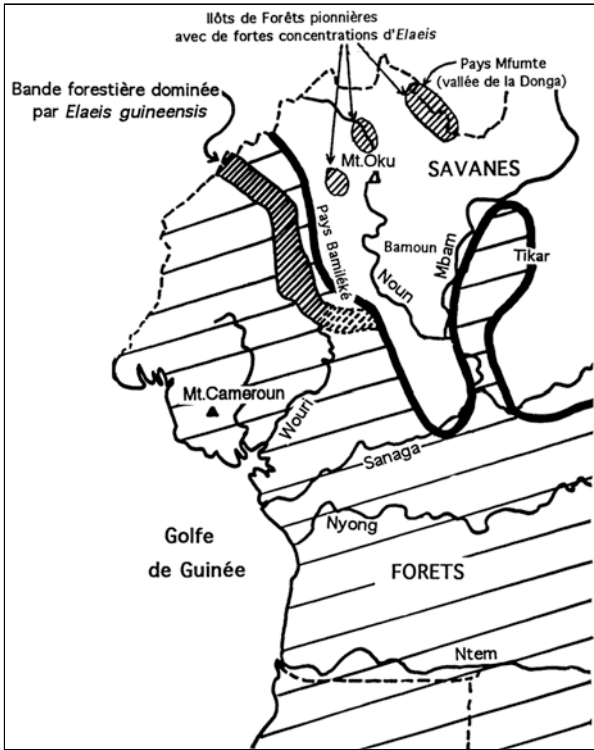 Ilôts de Forêts pionnières
avec de fortes concentrations d'Elaeis
Pays Mfumte
(vallée de la Donga)
Bande forestière dominée
par Elaeis guineensis
Mt.Oku
SAVANES
Pays Bamiléké
Bamoun
Mbam
Tikar
Noun
Mt.Cameroun
Wouri
Sanaga
Nyong
Golfe
de Guinée
FORETS
Ntem